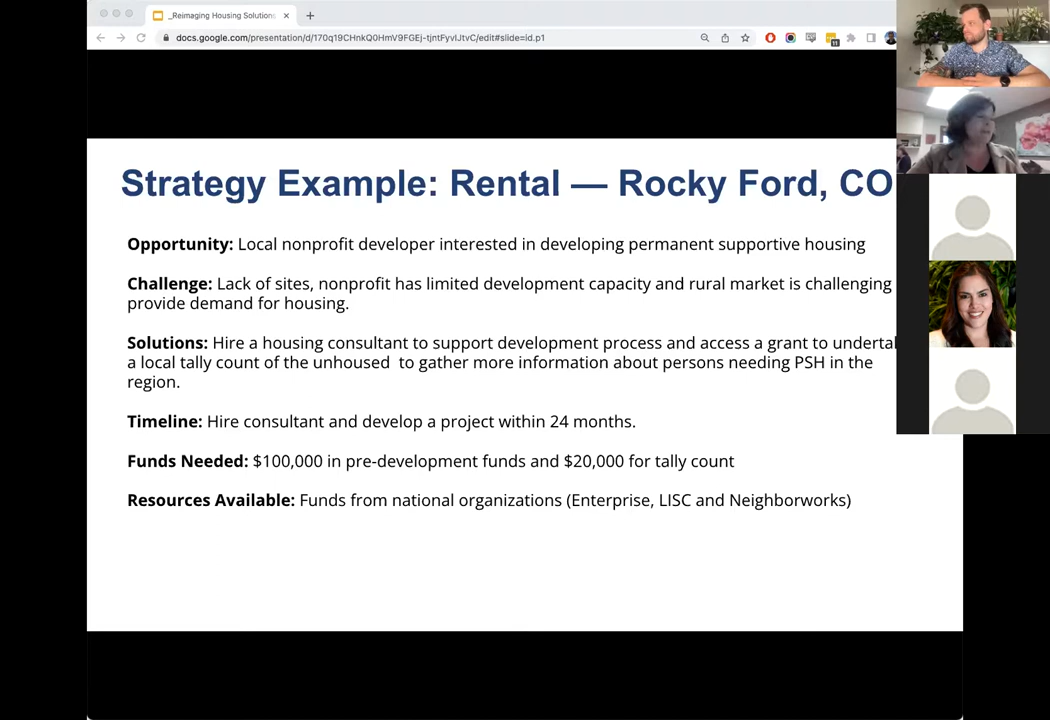 _Reimaging Housing Solutions
docs.google.com/presentation/d/170q19CHnkQ0HmV9FGEj-tjntFyvIJtvC/edit#slide=id.p1
11
Strategy Example: Rental — Rocky Ford, CO
Opportunity: Local nonprofit developer interested in developing permanent supportive housing
Challenge: Lack of sites, nonprofit has limited development capacity and rural market is challenging
provide demand for housing.
Solutions: Hire a housing consultant to support development process and access a grant to undertal
a local tally count of the unhoused to gather more information about persons needing PSH in the
region.
Timeline: Hire consultant and develop a project within 24 months.
Funds Needed: $100,000 in pre-development funds and $20,000 for tally count
Resources Available: Funds from national organizations (Enterprise, LISC and Neighborworks)